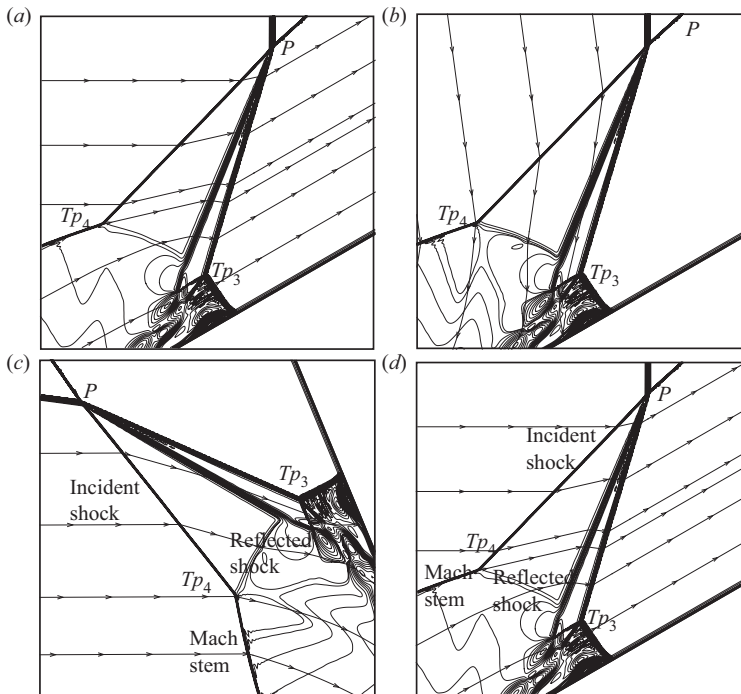 (a)
P
Tp4
Tp3
(b)
P
Tp4
Tp3
(c)
P
Tp3
Incident
shock
Reflected
shock
Tp4
Mach
stem
(d)
P
Incident
shock
Tp4
Mach
stem
Reflected
shock
Tp3